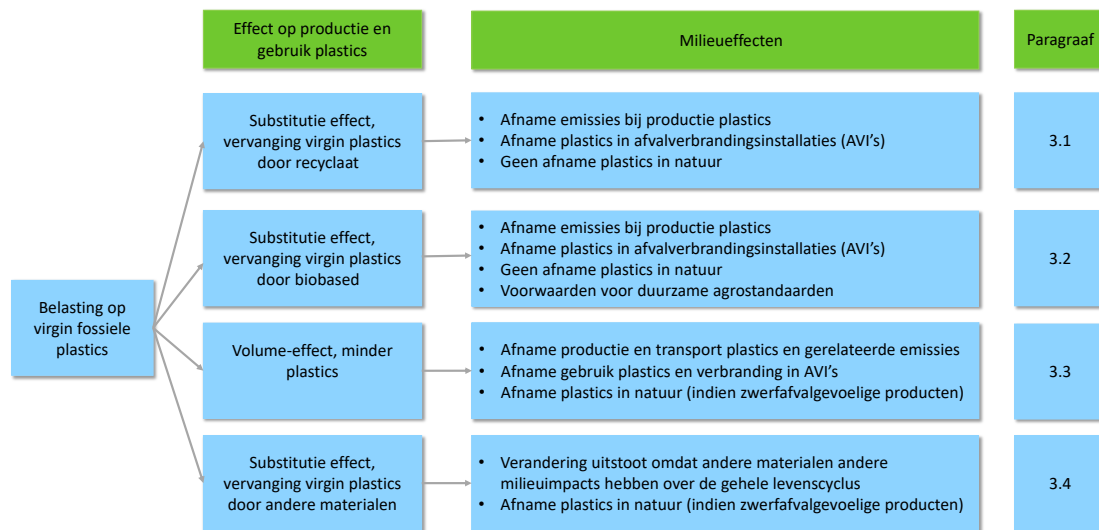 Effect op productie en
gebruik plastics
Milieueffecten
Paragraaf
Substitutie effect,
vervanging virgin plastics
door recyclaat
• Afname emissies bij productie plastics
• Afname plastics in afvalverbrandingsinstallaties (AVI's)
• Geen afname plastics in natuur
3.1
Substitutie effect,
vervanging virgin plastics
door biobased
• Afname emissies bij productie plastics
• Afname plastics in afvalverbrandingsinstallaties (AVI's)
• Geen afname plastics in natuur
• Voorwaarden voor duurzame agrostandaarden
3.2
Belasting op
virgin fossiele
plastics
Volume-effect, minder
plastics
• Afname productie en transport plastics en gerelateerde emissies
• Afname gebruik plastics en verbranding in AVI's
• Afname plastics in natuur (indien zwerfafvalgevoelige producten)
3.3
Substitutie effect,
vervanging virgin plastics
door andere materialen
• Verandering uitstoot omdat andere materialen andere
milieuimpacts hebben over de gehele levenscyclus
• Afname plastics in natuur (indien zwerfafvalgevoelige producten)
3.4